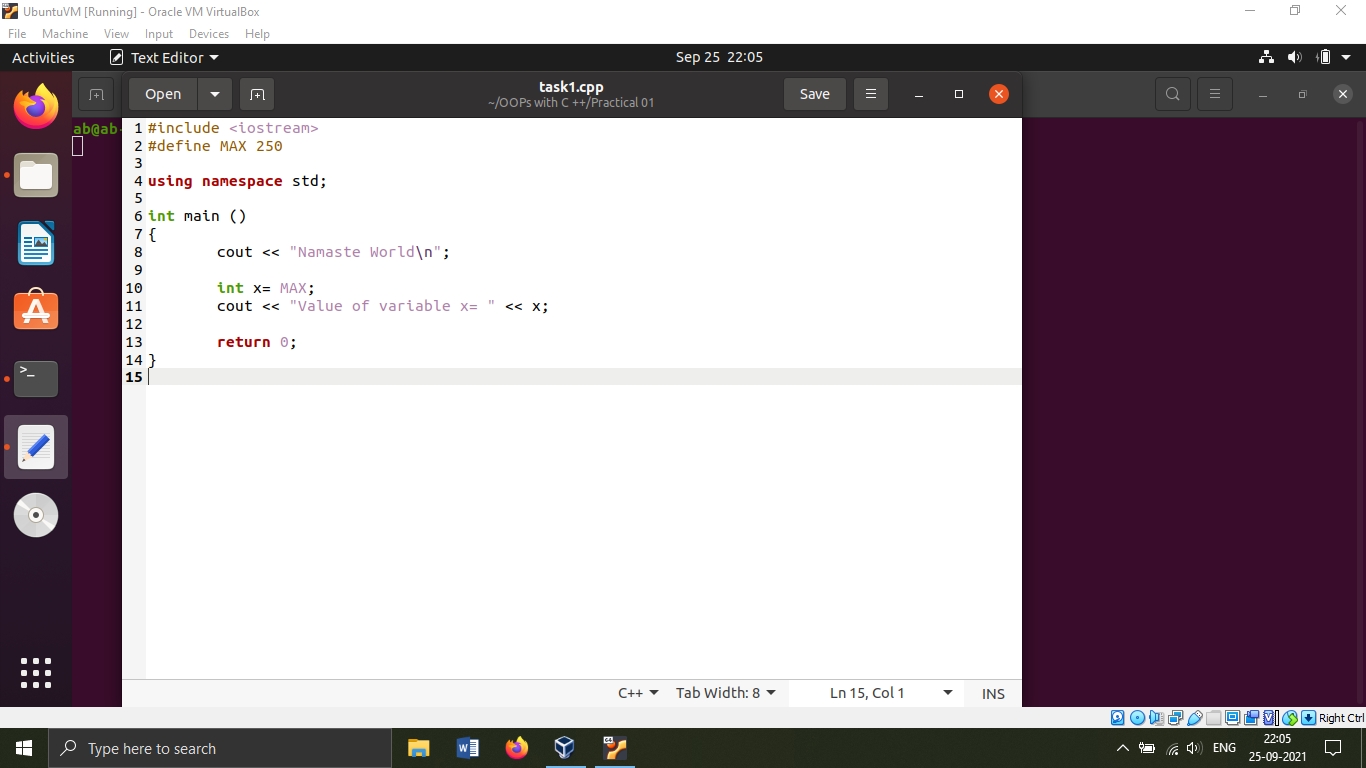 UbuntuVM [Running] - Oracle VM VirtualBox
File Machine View Input Devices Help
Activities Text Editor Sep 25 22:05
Open task1.cpp Save
~/OOPs with C ++/Practical 01
ab@ab-
1 #include <iostream>
2 #define MAX 250
3
4 using namespace std;
5
6 int main ()
7 {
8 cout << "Namaste World\n";
9
10 int x= MAX;
11 cout << "Value of variable x= " << x;
12
13 return 0;
14 }
15
C++ Tab Width: 8 Ln 15, Col 1 INS
Right Ctrl
Type here to search
ENG
22:05
25-09-2021